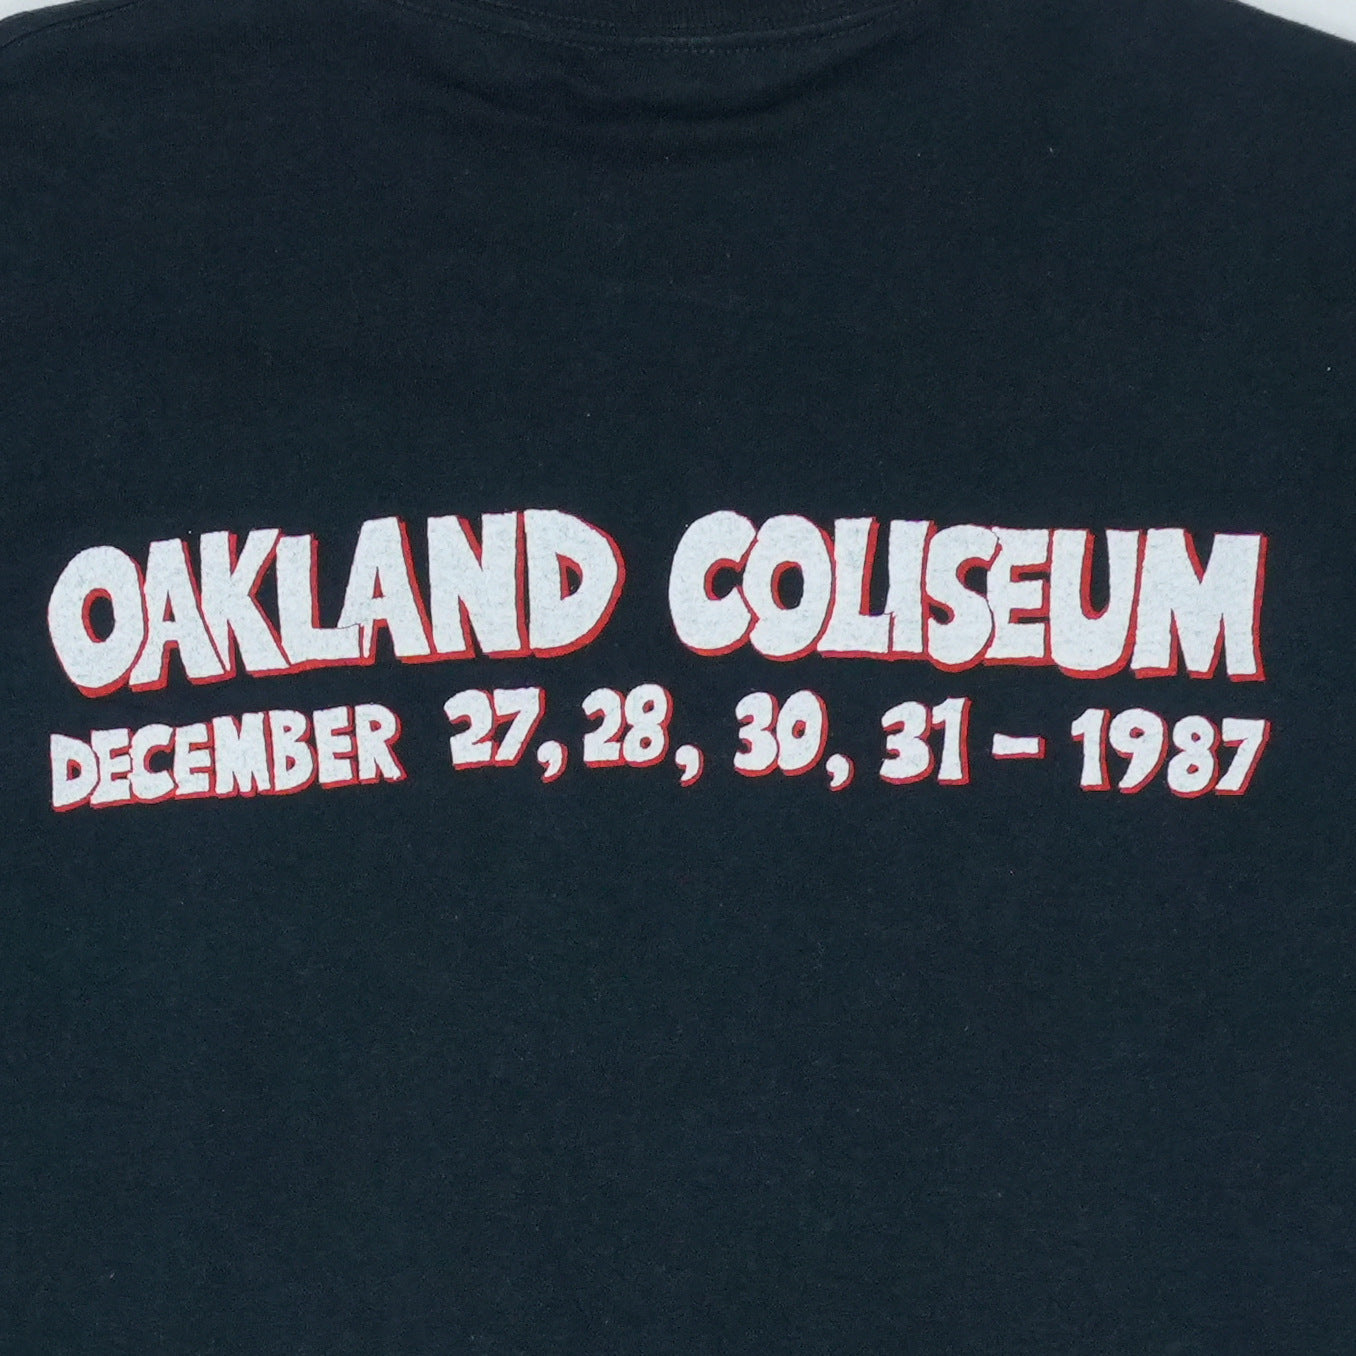 OAKLAND COLISEUM
DECEMBER 27, 28, 30, 31 - 1987